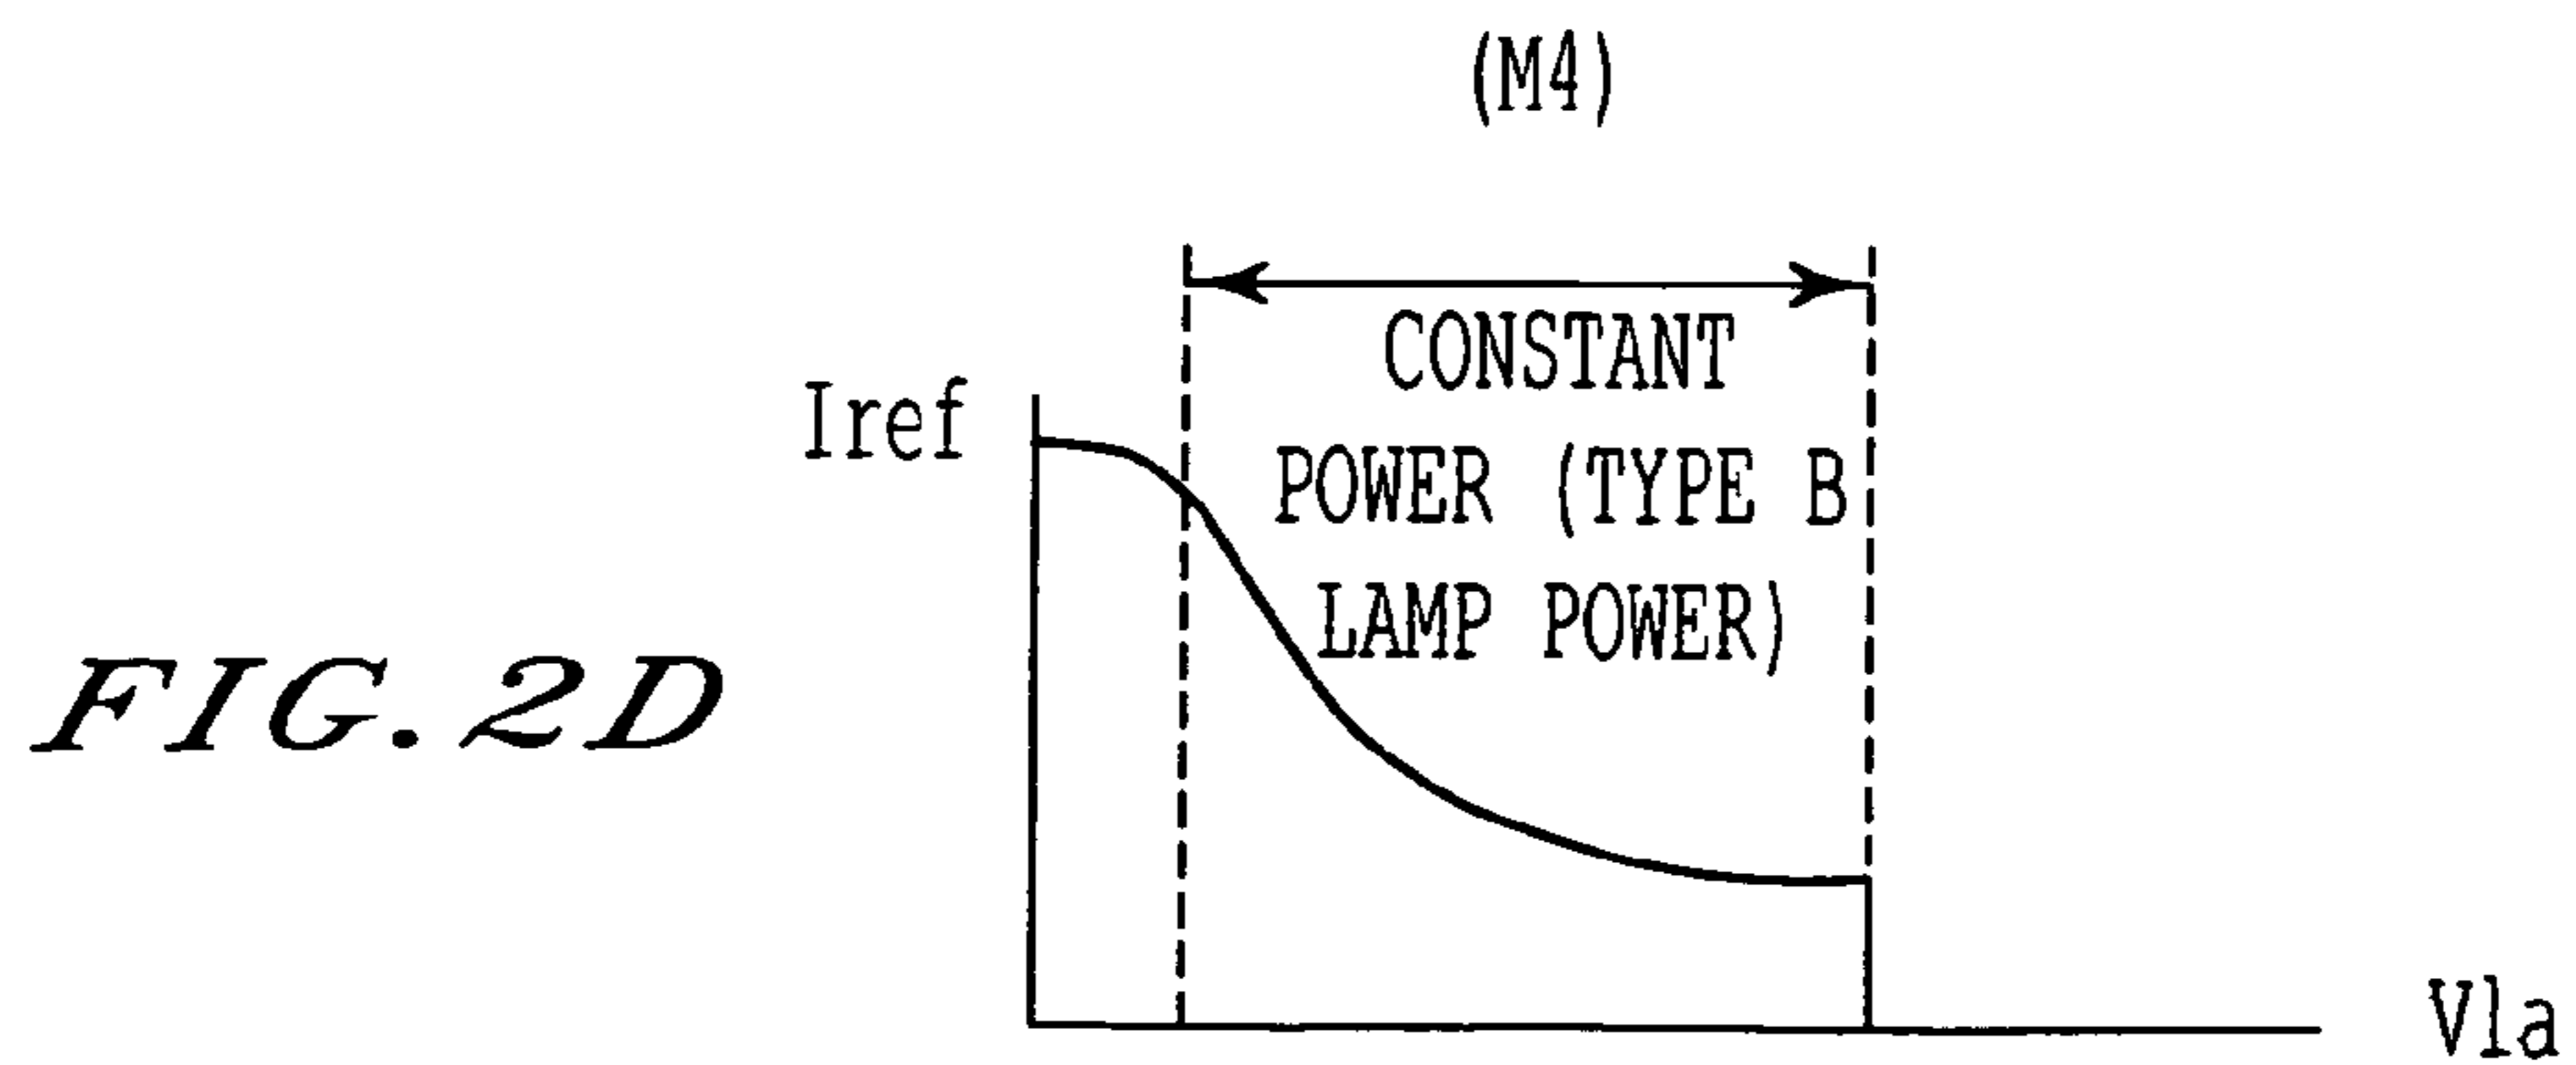 (M4)
CONSTANT
POWER (TYPE B
LAMP POWER)
Iref
FIG.2D
Vla